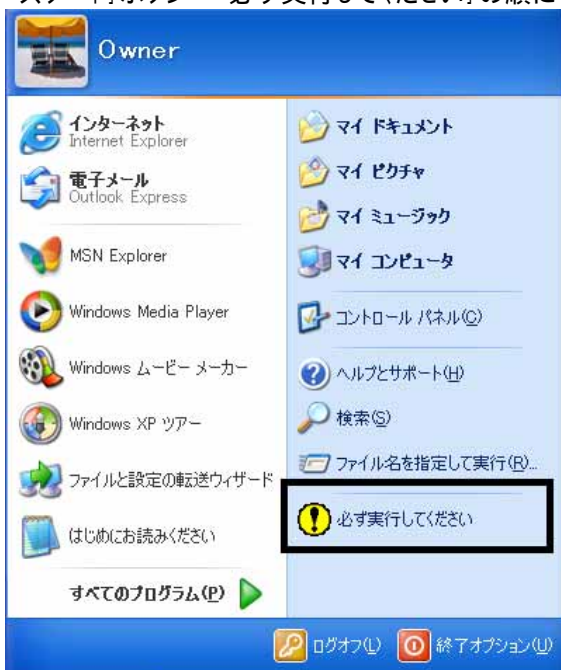 Owner
インターネット
Internet Explorer
電子メール
Outlook Express
MSN Explorer
Windows Media Player
Windows ムービー メーカー
Windows XP ツアー
ファイルと設定の転送ウィザード
はじめにお読みください
すべてのプログラム(P)
マイ ドキュメント
マイ ピクチャ
マイ ミュージック
マイ コンピュータ
コントロール パネル(C)
ヘルプとサポート(H)
検索(S)
ファイル名を指定して実行(R)...
必ず実行してください
ログオフ(L)
終了オプション(U)